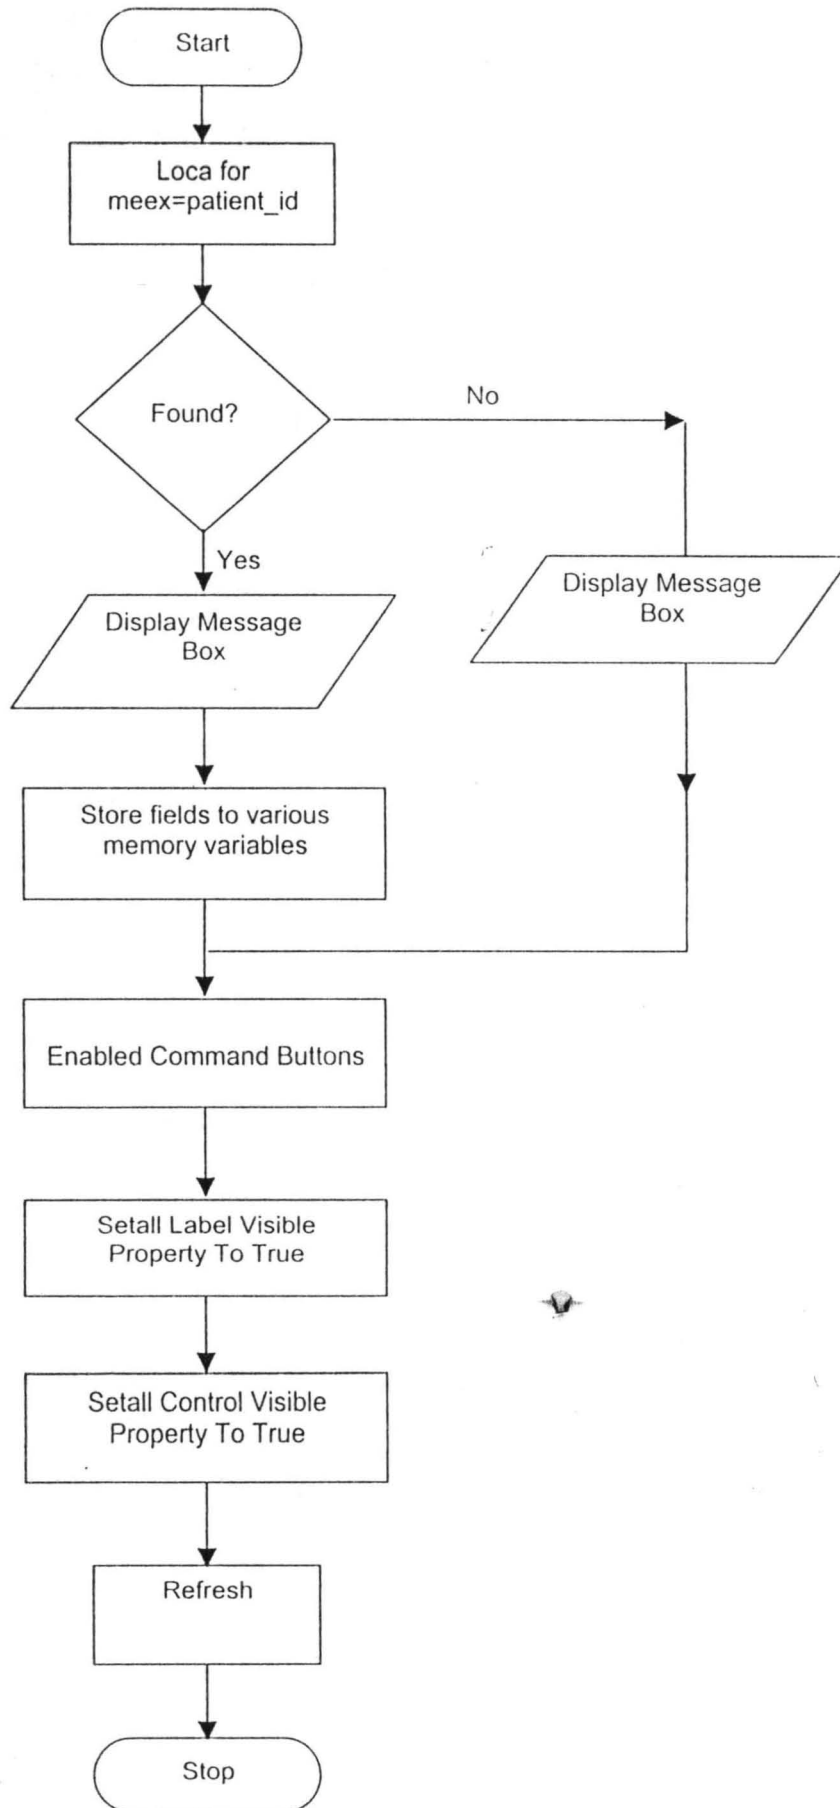 Start
Loca for
meex=patient_id
Found?
No
Yes
Display Message
Box
Display Message
Box
Store fields to various
memory variables
Enabled Command Buttons
Setall Label Visible
Property To True
Setall Control Visible
Property To True
Refresh
Stop